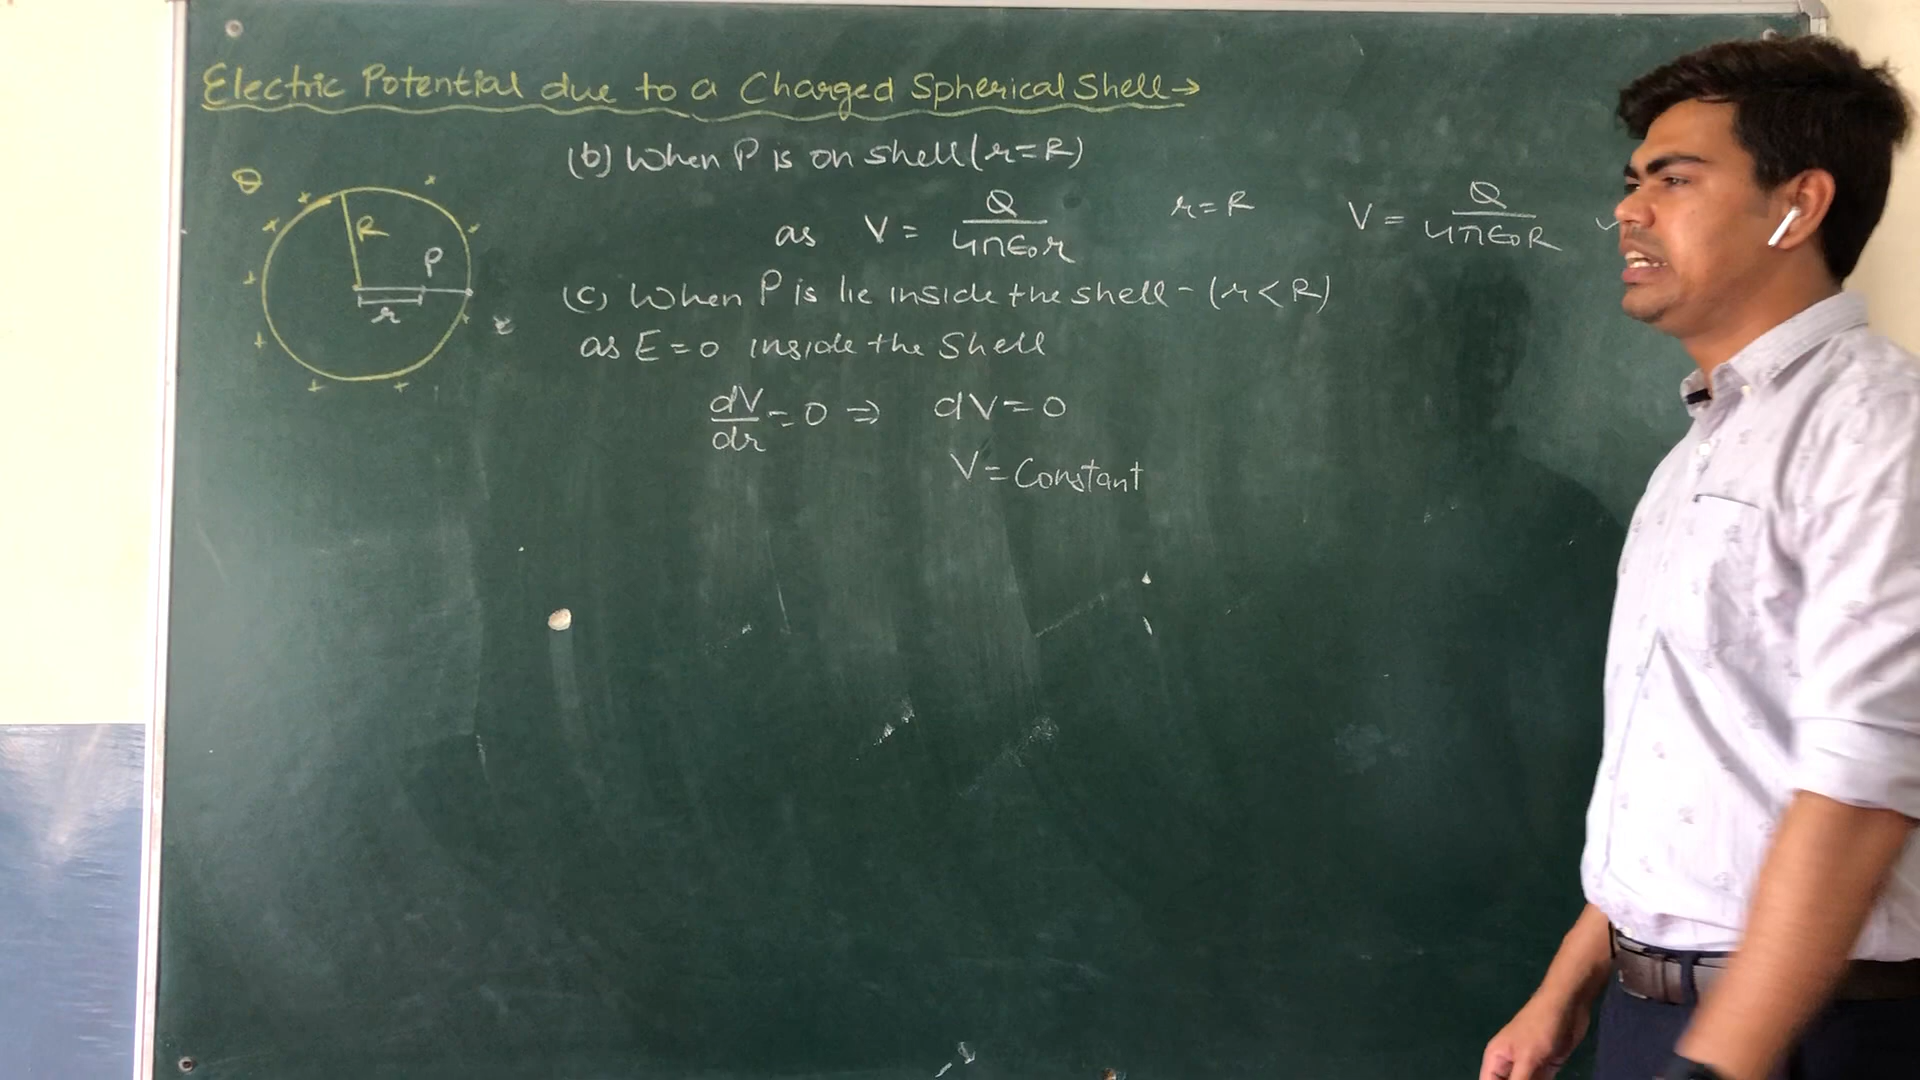 Electric Potential due to a Charged Spherical Shell→
(b) When P is on shell (r=R)
as V = Q/4πε₀r r=R V = Q/4πε₀R
(c) When P is lie inside the shell - (r < R)
as E=0 inside the Shell
dV/dr = 0 ⇒ dV=0
V = Constant
Q
R
P
r